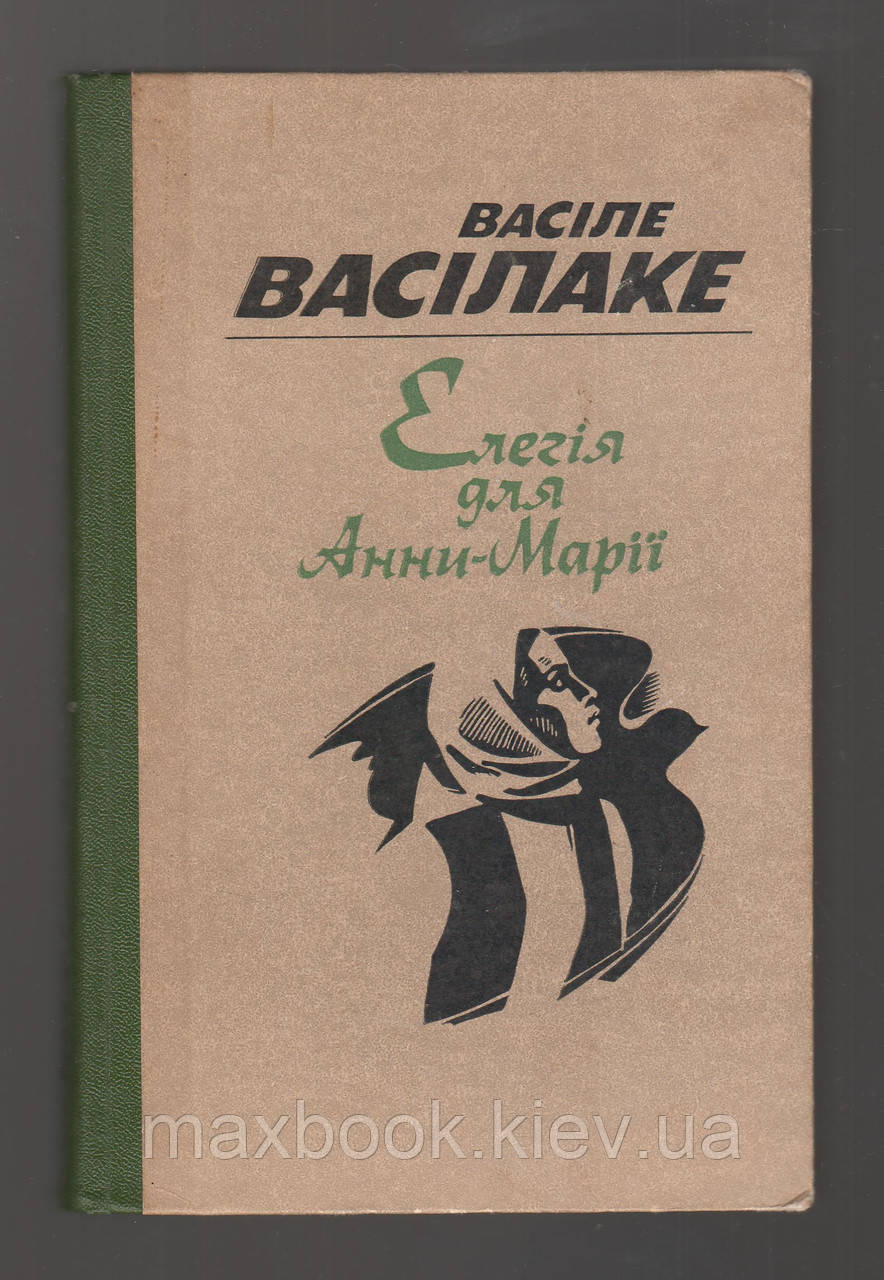 ВАСІЛЕ
ВАСІЛАКЕ
Елегія
для
Анни-Марії
maxbook.kiev.ua